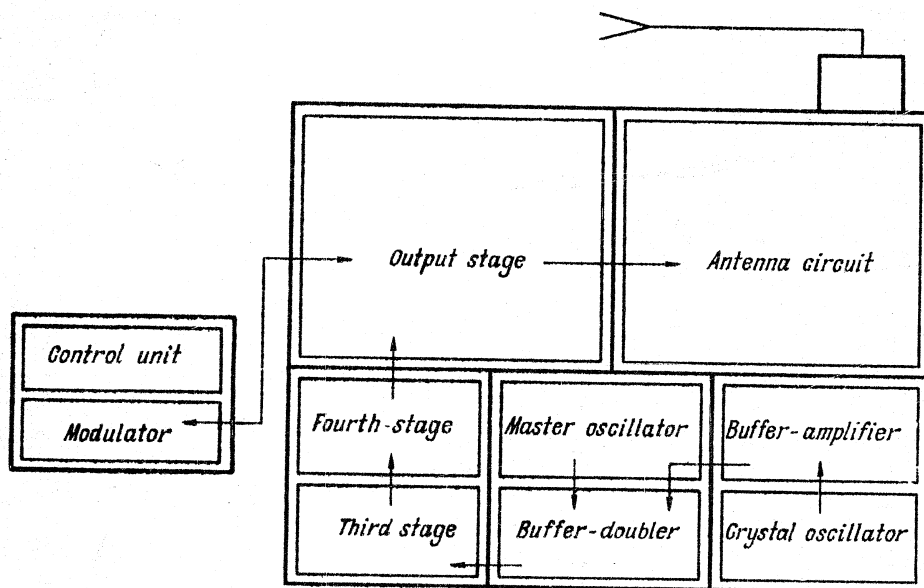 Output stage
Antenna circuit
Control unit
Modulator
Fourth-stage
Master oscillator
Buffer-amplifier
Third stage
Buffer-doubler
Crystal oscillator